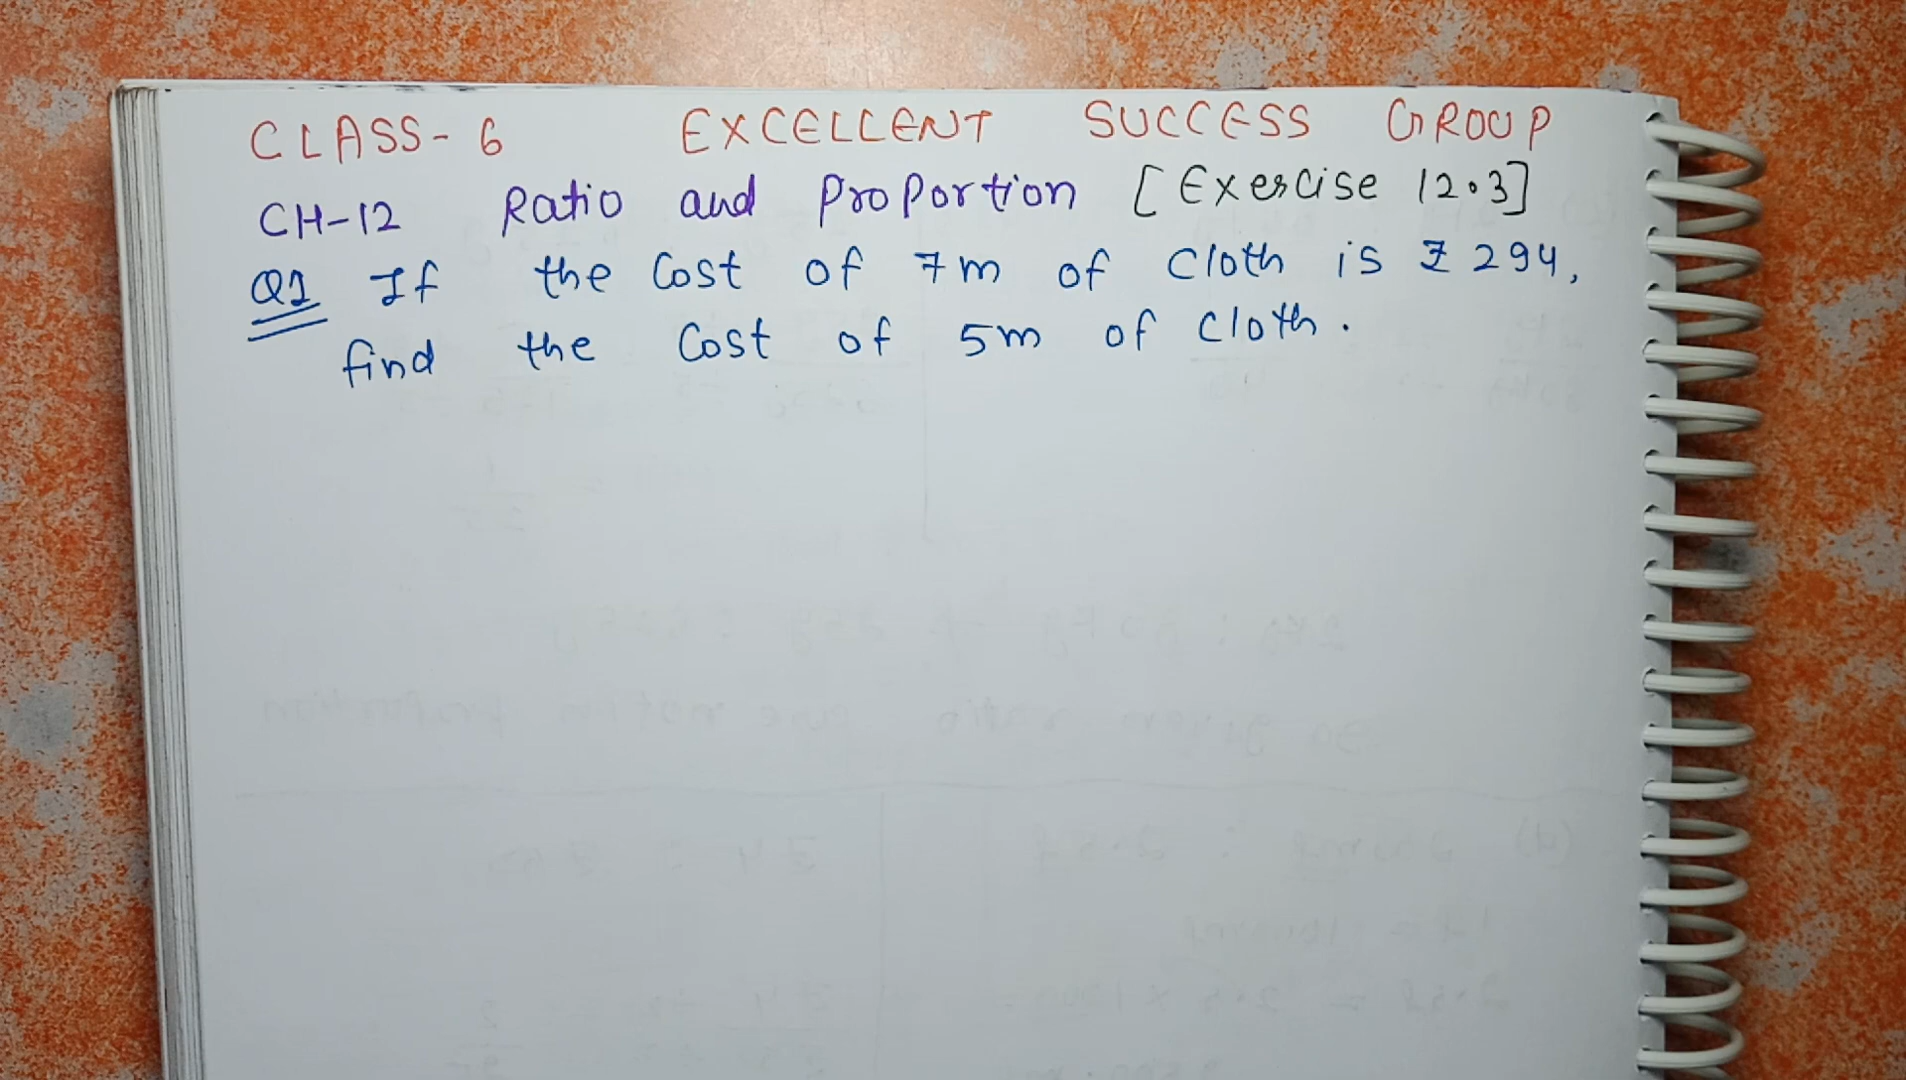 CLASS-6 EXCELLENT SUCCESS GROUP
CH-12 Ratio and Proportion [Exercise 12.3]
Q1 If the Cost of 7m of Cloth is ₹ 294,
find the Cost of 5m of Cloth.